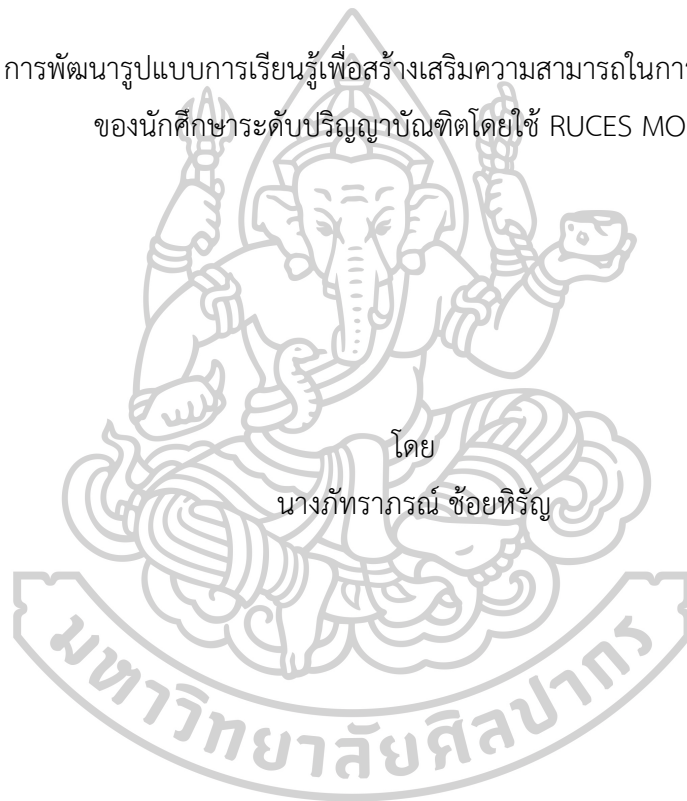 การพัฒนารูปแบบการเรียนรู้เพื่อสร้างเสริมความสามารถในการ
ของนักศึกษาระดับปริญญาบัณฑิตโดยใช้ RUCES MO
โดย
นางภัทราภรณ์ ช้อยหิรัญ
มหาวิทยาลัยศิลปากร